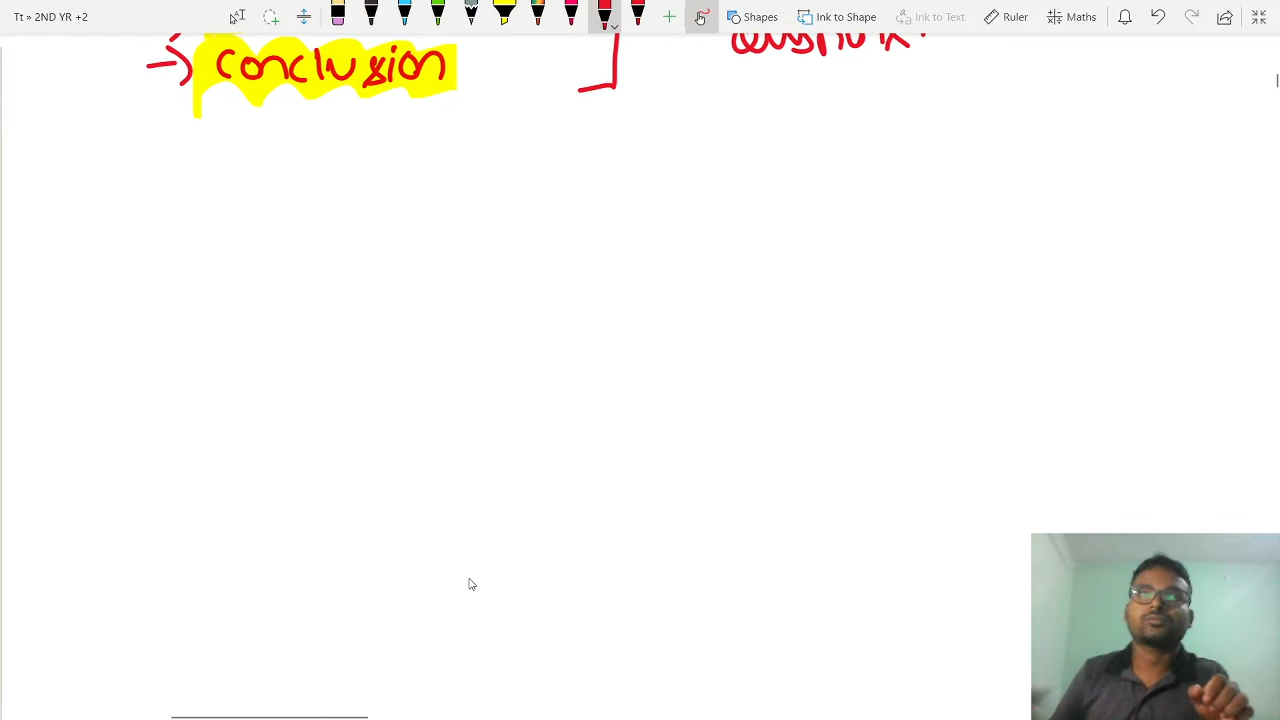 Tt > 2ND YR - 2
Shapes
Ink to Shape
Ink to Text
Ruler
Maths
→ conclusion